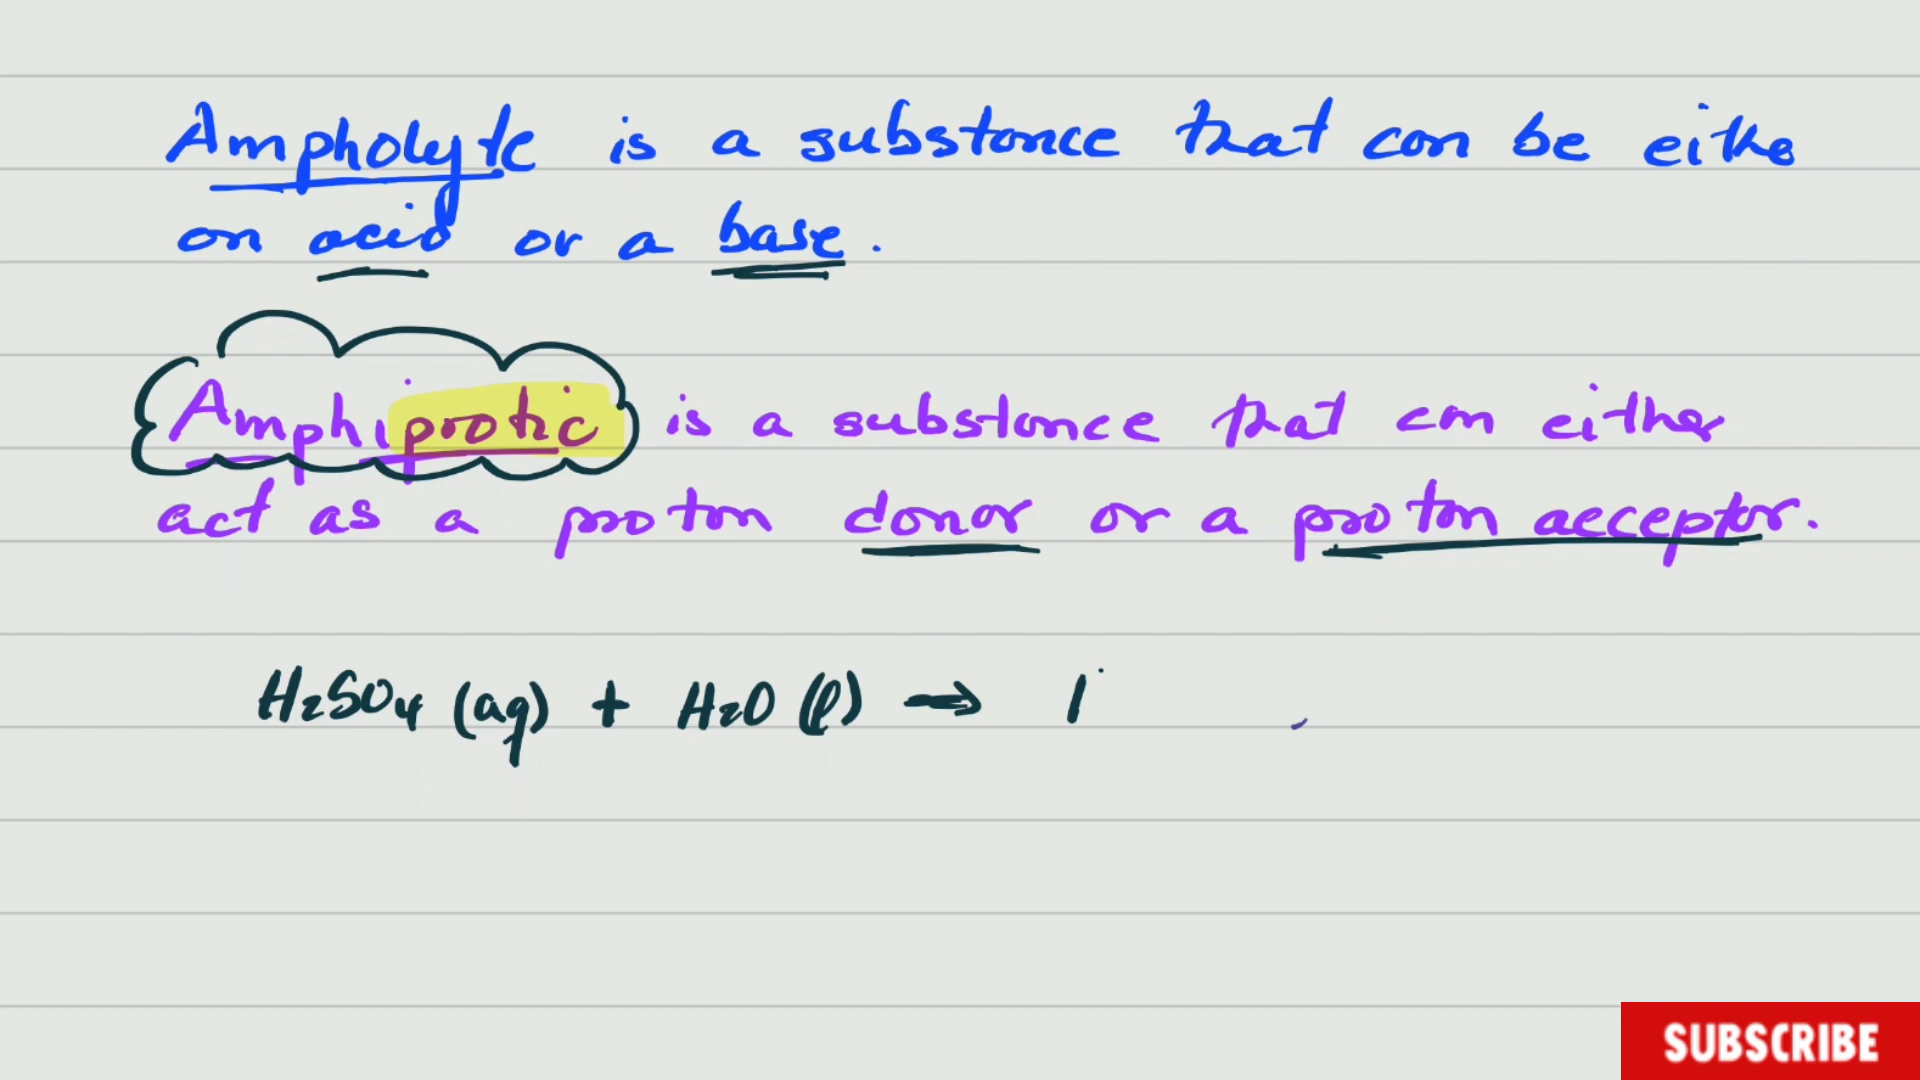 Ampholyte is a substance that can be eithe
an acid or a base.
Amphiprotic is a substance that can either
act as a proton donor or a proton acceptor.
H₂SO₄ (aq) + H₂O (l) →
SUBSCRIBE